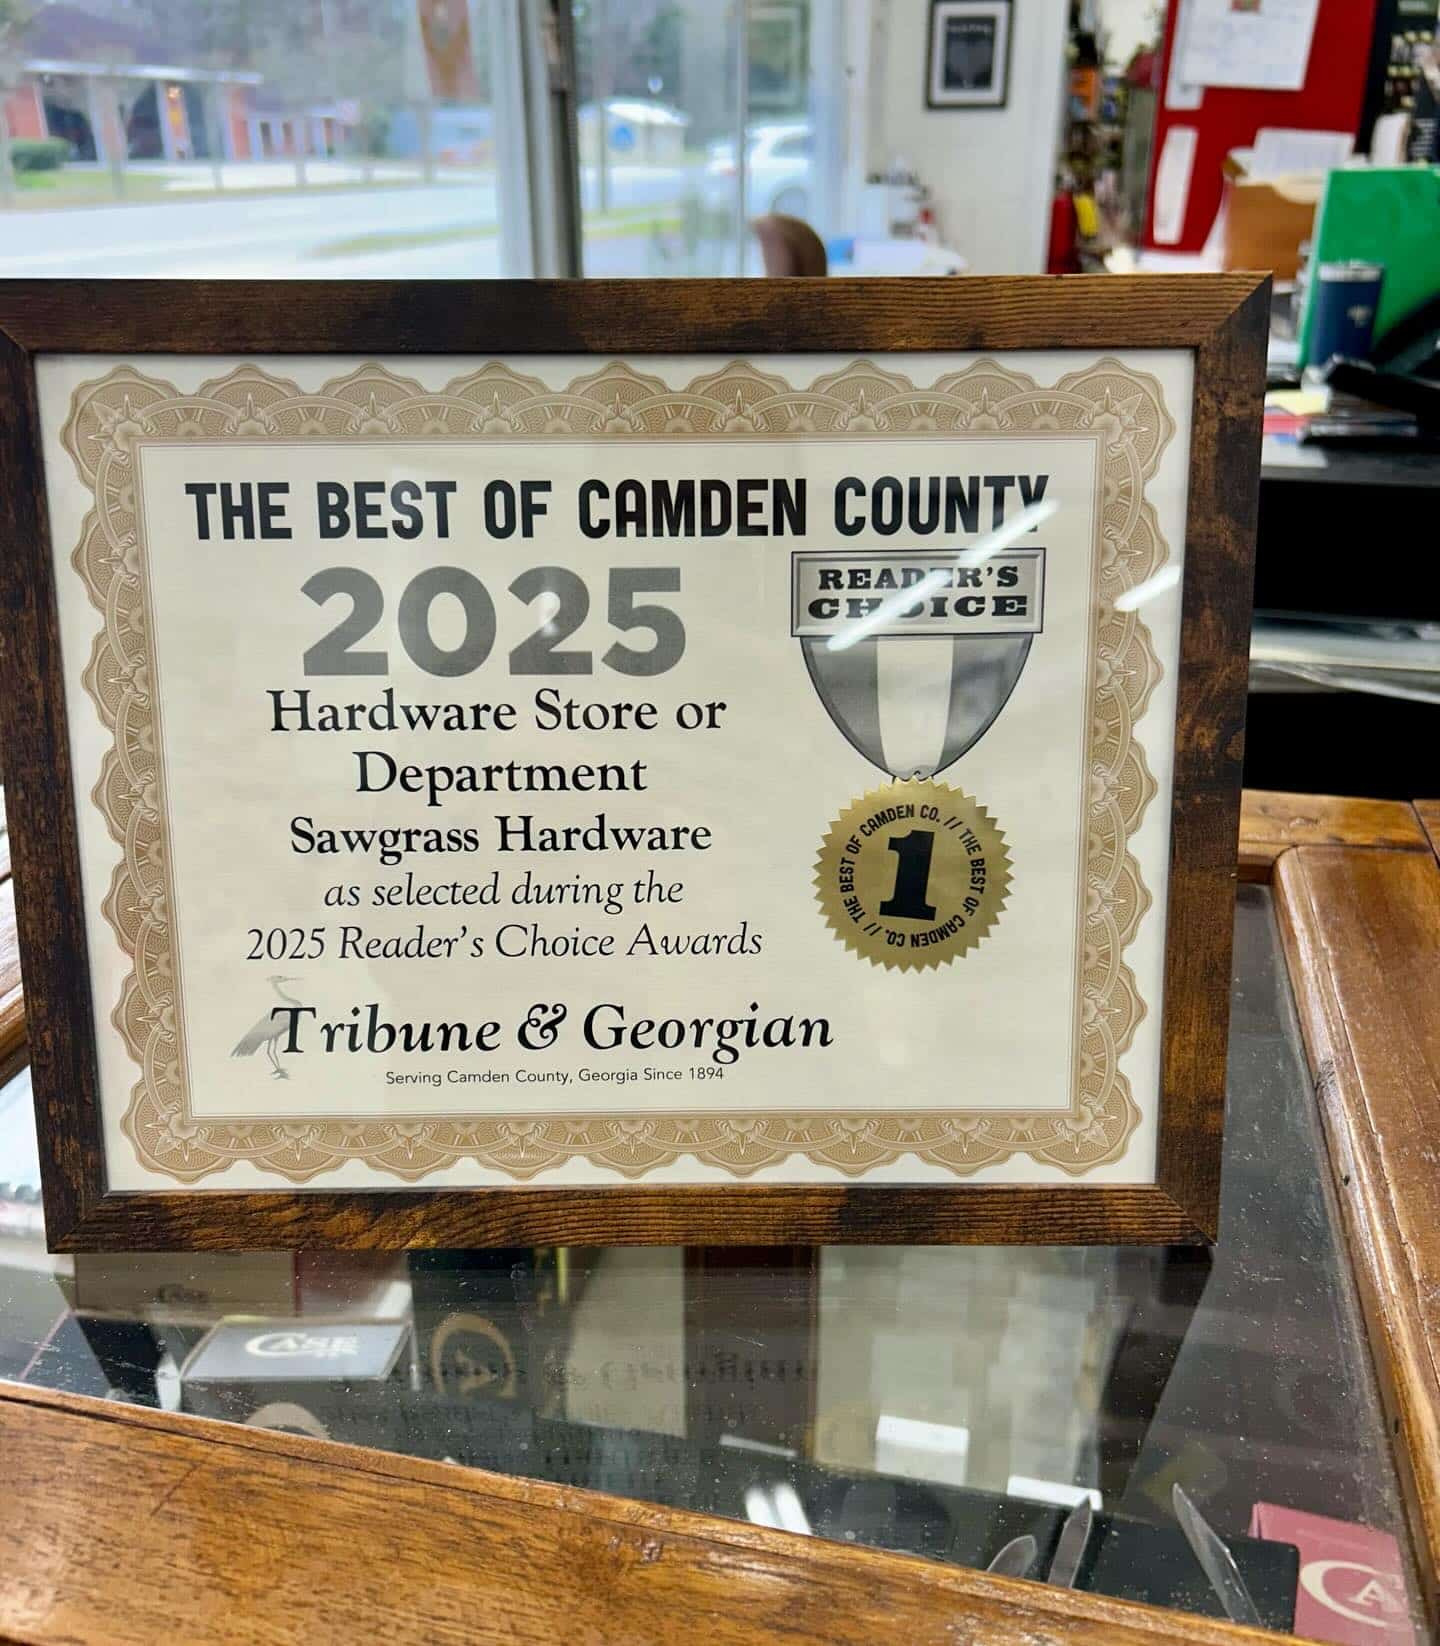 THE BEST OF CAMDEN COUNTY
2025
READER'S
CHOICE
Hardware Store or
Department
Sawgrass Hardware
as selected during the
2025 Reader's Choice Awards
THE BEST OF CAMDEN CO. // THE BEST OF CAMDEN CO. //
1
Tribune & Georgian
Serving Camden County, Georgia Since 1894
CASE
CASE